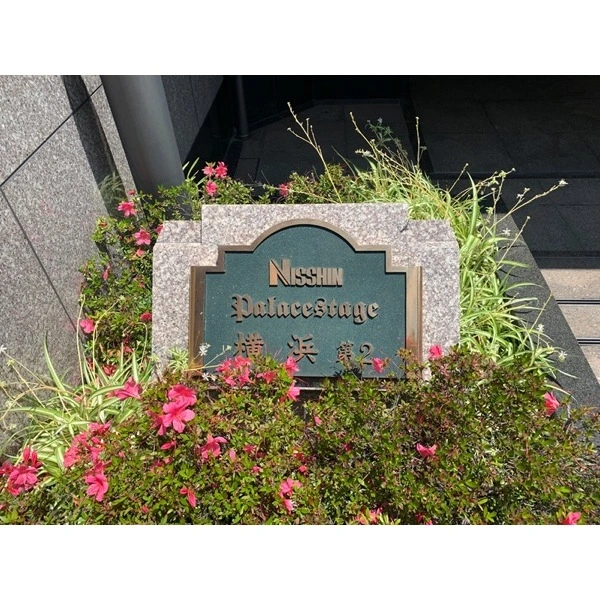 NISSHIN
Palacestage
横浜 第2